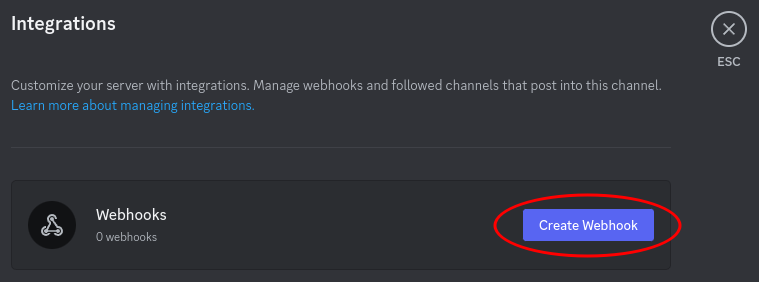 Integrations
ESC
Customize your server with integrations. Manage webhooks and followed channels that post into this channel.
Learn more about managing integrations.
Webhooks
0 webhooks
Create Webhook